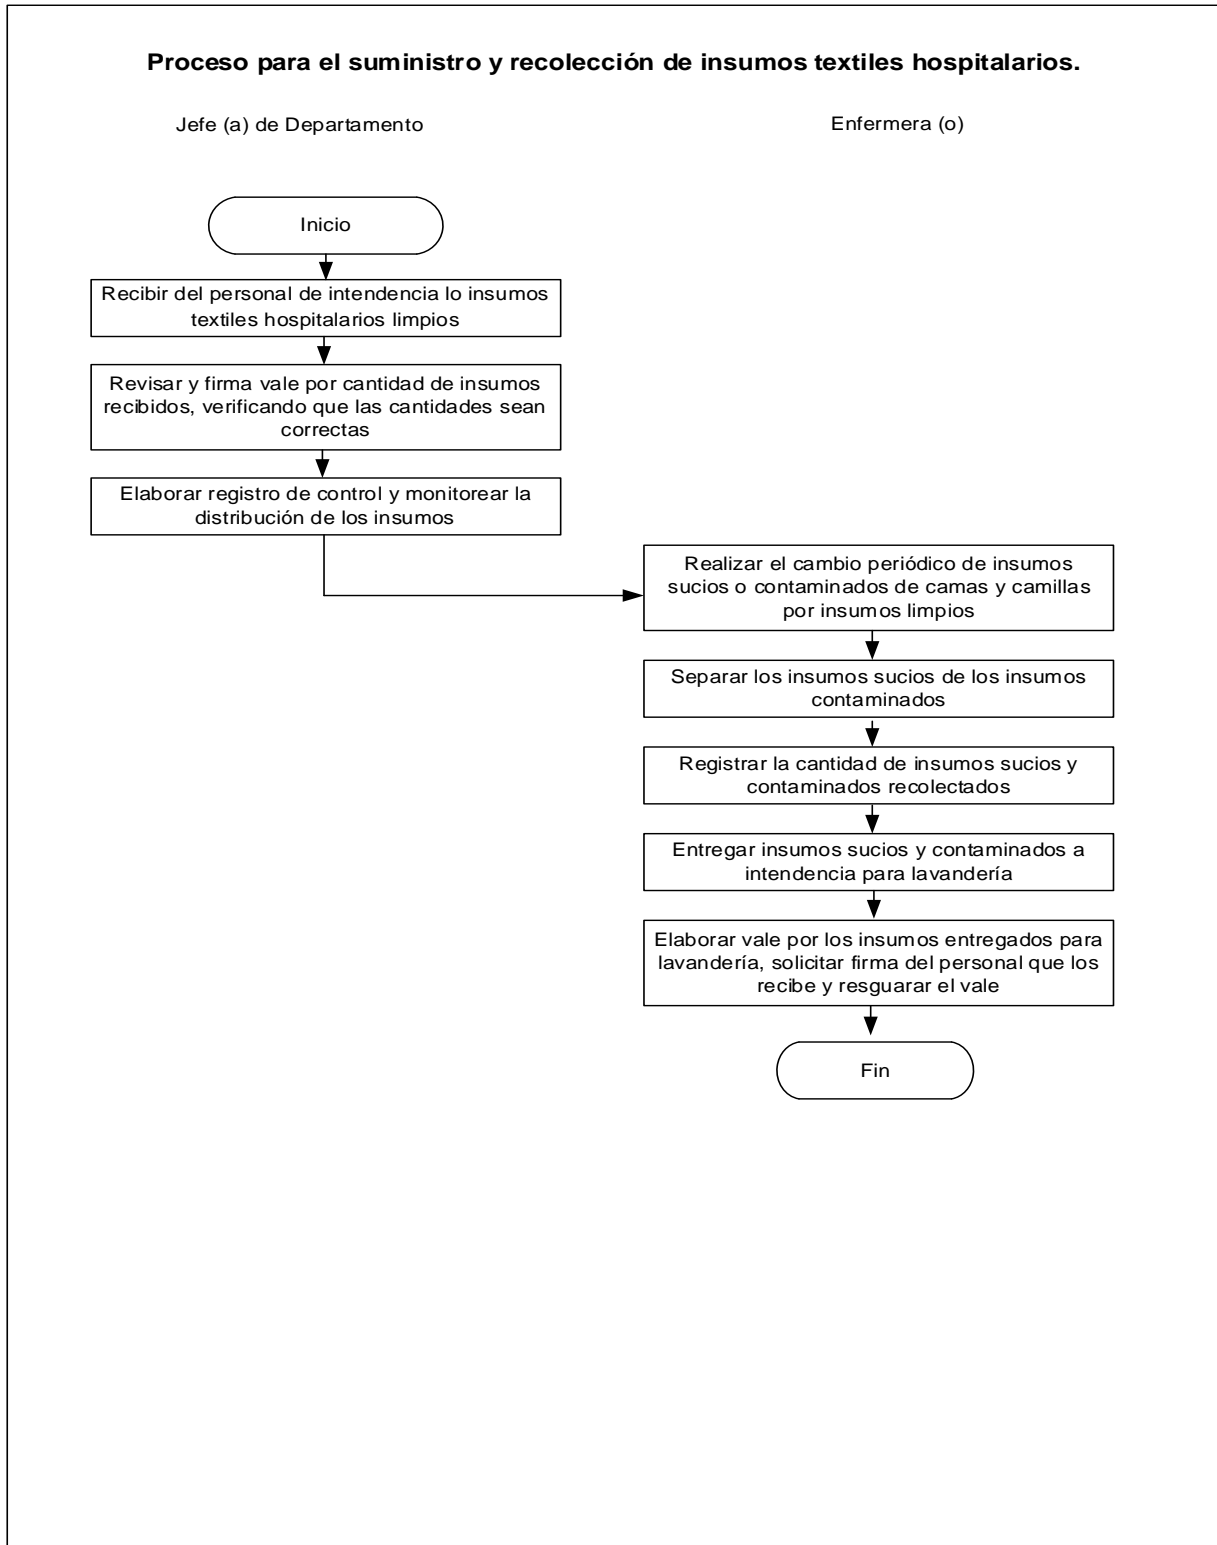 Proceso para el suministro y recolección de insumos textiles hospitalarios.
Jefe (a) de Departamento
Enfermera (o)
Inicio
Recibir del personal de intendencia lo insumos
textiles hospitalarios limpios
Revisar y firma vale por cantidad de insumos
recibidos, verificando que las cantidades sean
correctas
Elaborar registro de control y monitorear la
distribución de los insumos
Realizar el cambio periódico de insumos
sucios o contaminados de camas y camillas
por insumos limpios
Separar los insumos sucios de los insumos
contaminados
Registrar la cantidad de insumos sucios y
contaminados recolectados
Entregar insumos sucios y contaminados a
intendencia para lavandería
Elaborar vale por los insumos entregados para
lavandería, solicitar firma del personal que los
recibe y resguarar el vale
Fin